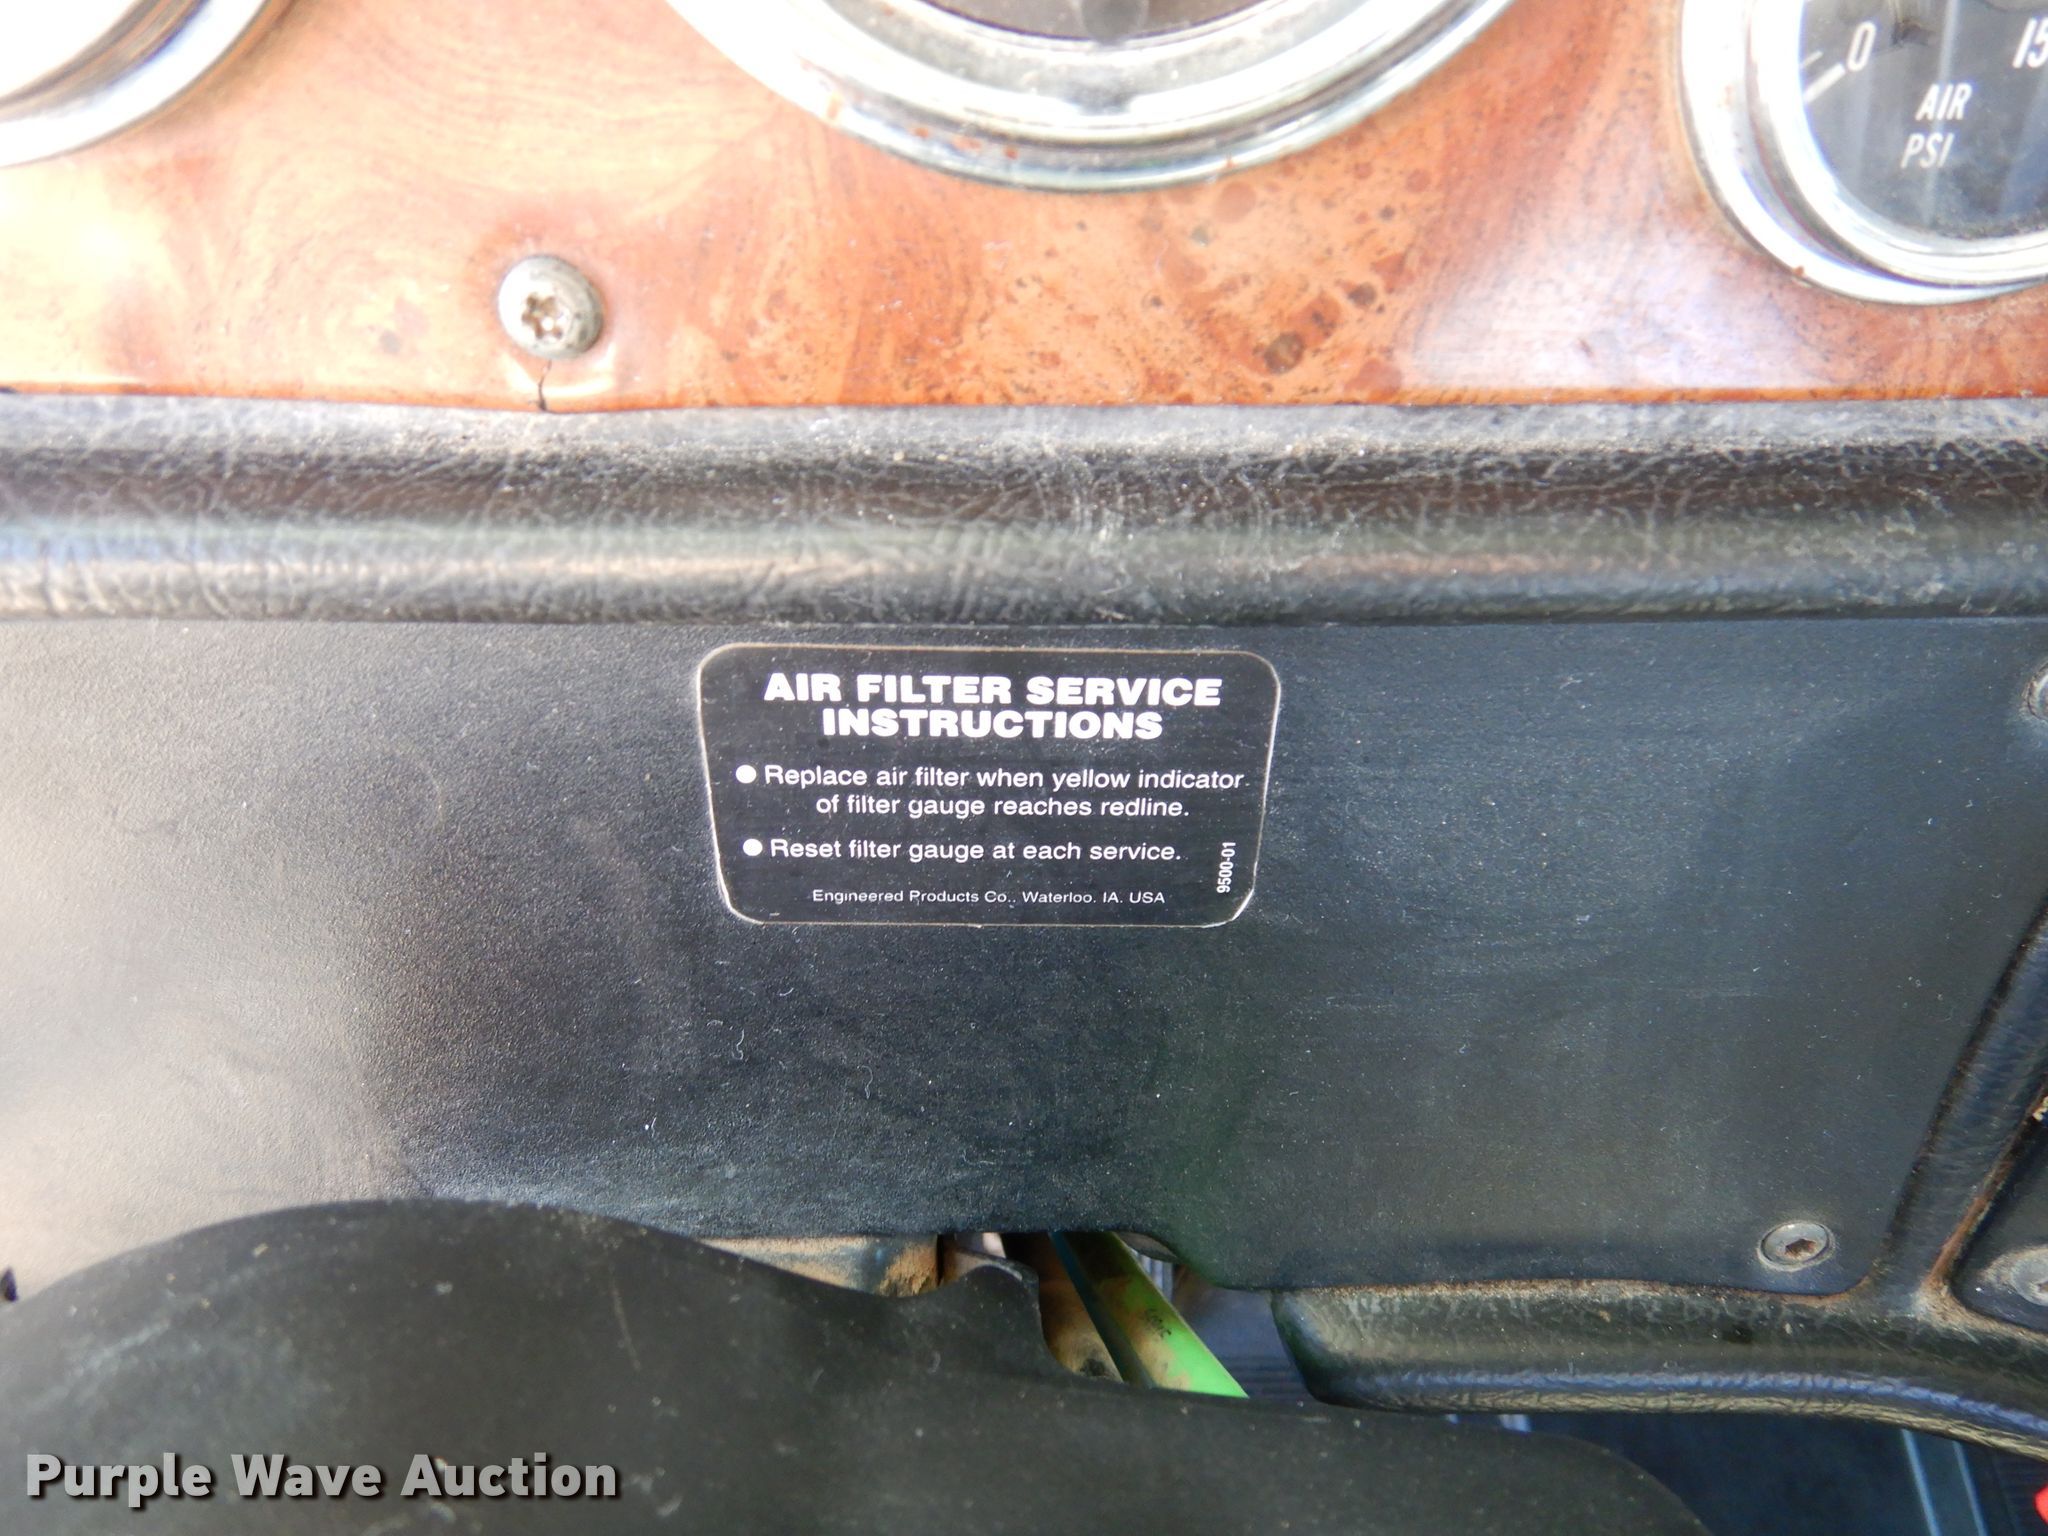 0
15
AIR
PSI
AIR FILTER SERVICE
INSTRUCTIONS
● Replace air filter when yellow indicator
of filter gauge reaches redline.
● Reset filter gauge at each service.
9500-01
Engineered Products Co., Waterloo, IA, USA
Purple Wave Auction